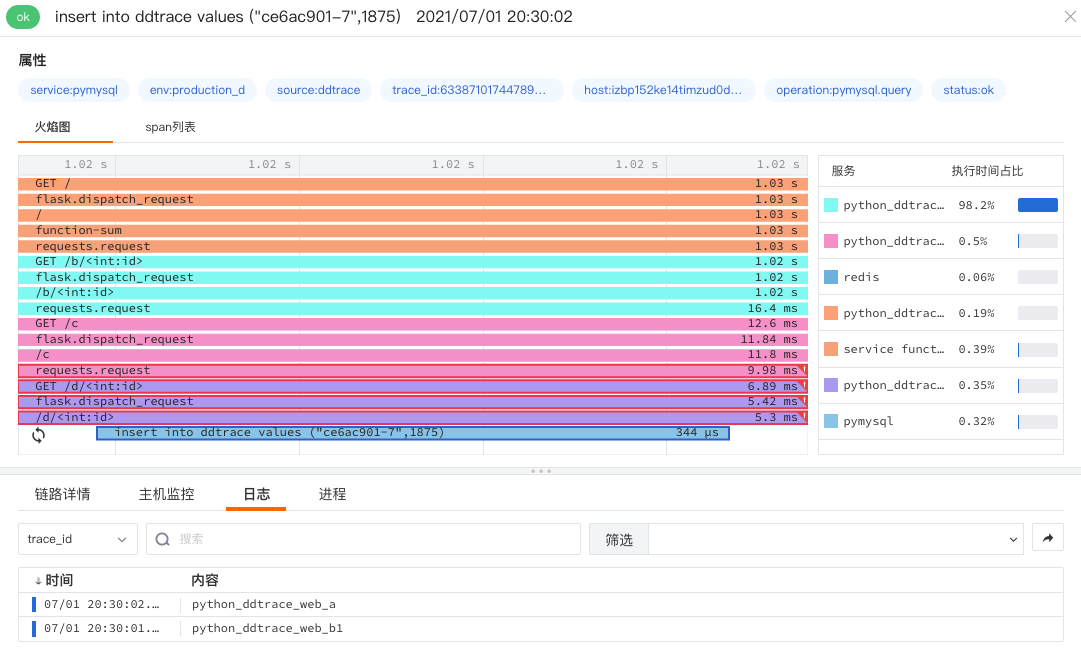 ok insert into ddtrace values ("ce6ac901-7",1875) 2021/07/01 20:30:02
属性
service:pymysql env:production_d source:ddtrace trace_id:63387101744789... host:izbp152ke14timzud0d... operation:pymysql.query status:ok
火焰图 span列表
1.02 s 1.02 s 1.02 s 1.02 s 1.02 s
GET / 1.03 s
flask.dispatch_request 1.03 s
/ 1.03 s
function-sum 1.03 s
requests.request 1.03 s
GET /b/<int:id> 1.02 s
flask.dispatch_request 1.02 s
/b/<int:id> 1.02 s
requests.request 16.4 ms
GET /c 12.6 ms
flask.dispatch_request 11.84 ms
/c 11.8 ms
requests.request 9.98 ms
GET /d/<int:id> 6.89 ms
flask.dispatch_request 5.42 ms
/d/<int:id> 5.3 ms
insert into ddtrace values ("ce6ac901-7",1875) 344 μs
服务 执行时间占比
python_ddtrac... 98.2%
python_ddtrac... 0.5%
redis 0.06%
python_ddtrac... 0.19%
service funct... 0.39%
python_ddtrac... 0.35%
pymysql 0.32%
链路详情 主机监控 日志 进程
trace_id 搜索 筛选
时间 内容
07/01 20:30:02.... python_ddtrace_web_a
07/01 20:30:01.... python_ddtrace_web_b1